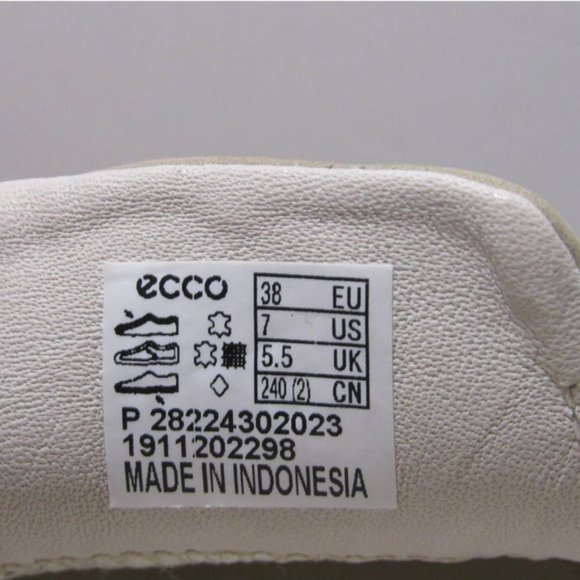 ecco
38 EU
7 US
5.5 UK
240 (2) CN
P 28224302023
1911202298
MADE IN INDONESIA